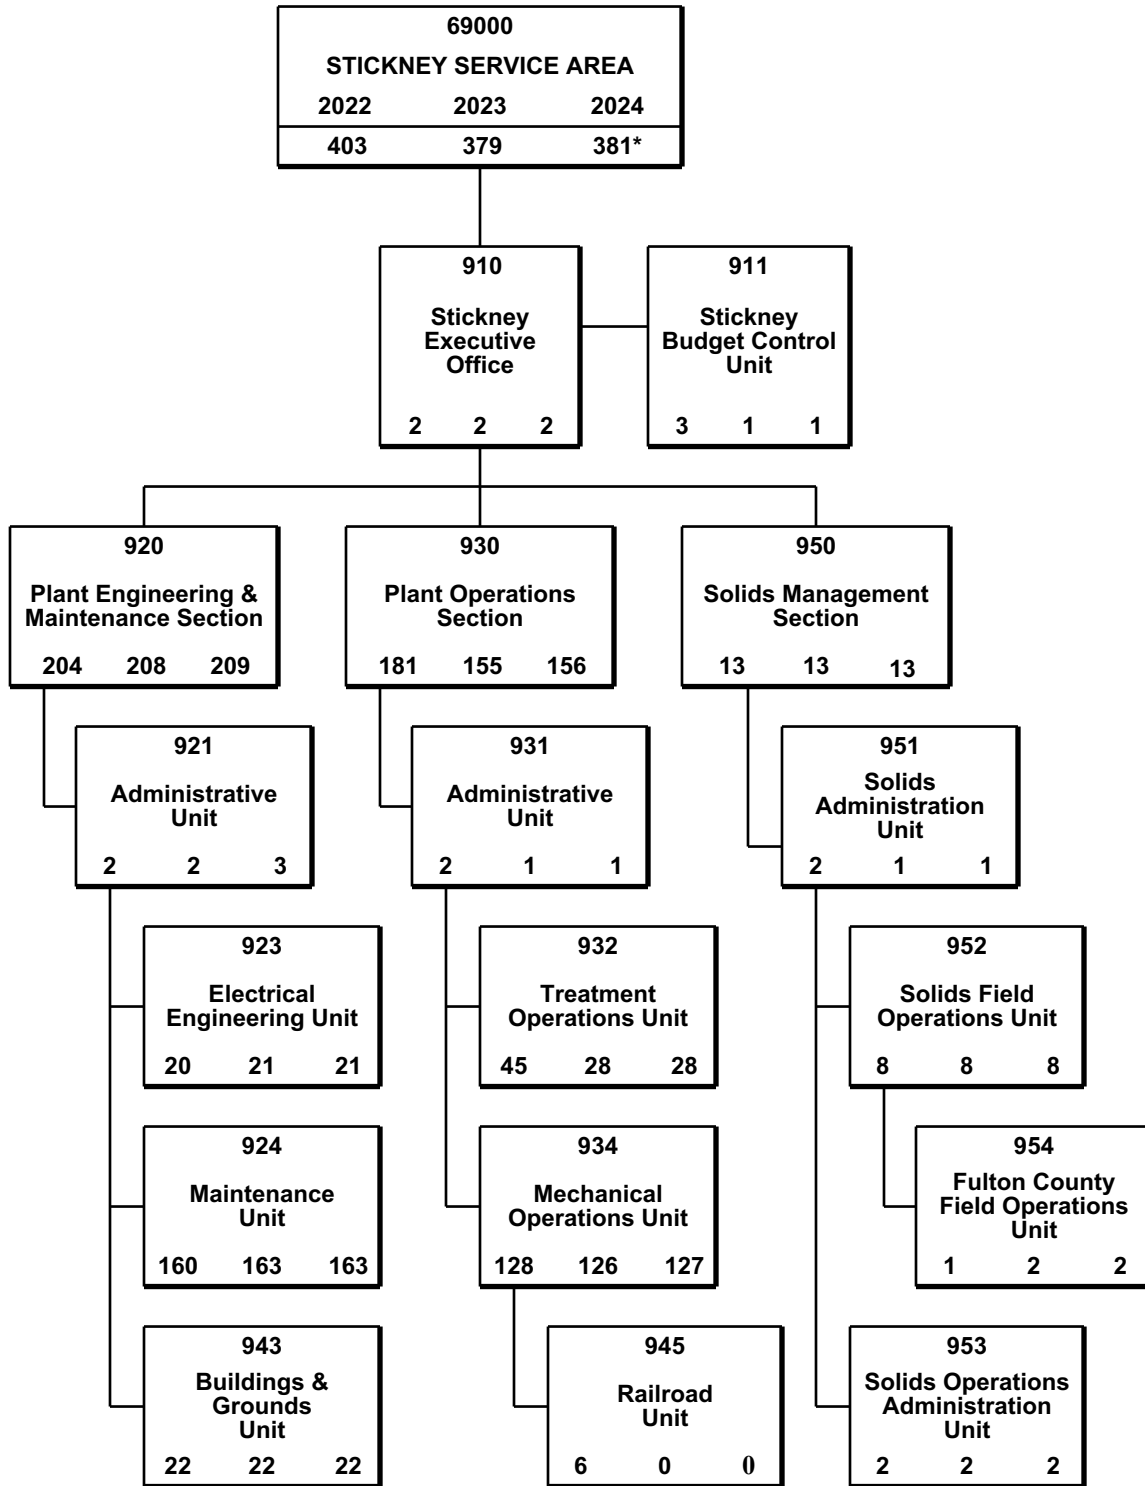 69000
STICKNEY SERVICE AREA
2022 2023 2024
403 379 381*
910
Stickney
Executive
Office
2 2 2
911
Stickney
Budget Control
Unit
3 1 1
920
Plant Engineering &
Maintenance Section
204 208 209
930
Plant Operations
Section
181 155 156
950
Solids Management
Section
13 13 13
921
Administrative
Unit
2 2 3
931
Administrative
Unit
2 1 1
951
Solids
Administration
Unit
2 1 1
923
Electrical
Engineering Unit
20 21 21
932
Treatment
Operations Unit
45 28 28
952
Solids Field
Operations Unit
8 8 8
924
Maintenance
Unit
160 163 163
934
Mechanical
Operations Unit
128 126 127
954
Fulton County
Field Operations
Unit
1 2 2
943
Buildings &
Grounds
Unit
22 22 22
945
Railroad
Unit
6 0 0
953
Solids Operations
Administration
Unit
2 2 2